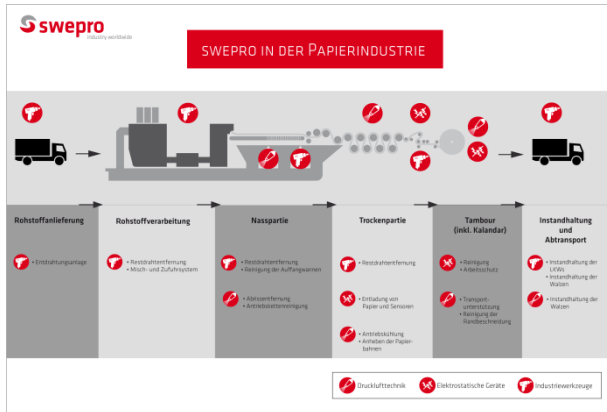 swepro
industry worldwide
SWEPRO IN DER PAPIERINDUSTRIE
Rohstoffanlieferung
• Entdrahtungsanlage
Rohstoffverarbeitung
• Restdrahtentfernung
• Misch- und Zufuhrsystem
Nasspartie
• Restdrahtentfernung
• Reinigung der Auffangwannen
• Abrissentfernung
• Antriebsseitenreinigung
Trockenpartie
• Restdrahtentfernung
• Entladung von
Papier und Sensoren
• Antriebskühlung
• Anheben der Papier-
bahnen
Tambour
(inkl. Kalandar)
• Reinigung
• Arbeitsschutz
• Transport-
unterstützung
• Reinigung der
Randbeschneidung
Instandhaltung
und
Abtransport
• Instandhaltung der
LKWs
• Instandhaltung der
Walzen
• Instandhaltung der
Walzen
Drucklufttechnik
Elektrostatische Geräte
Industriewerkzeuge